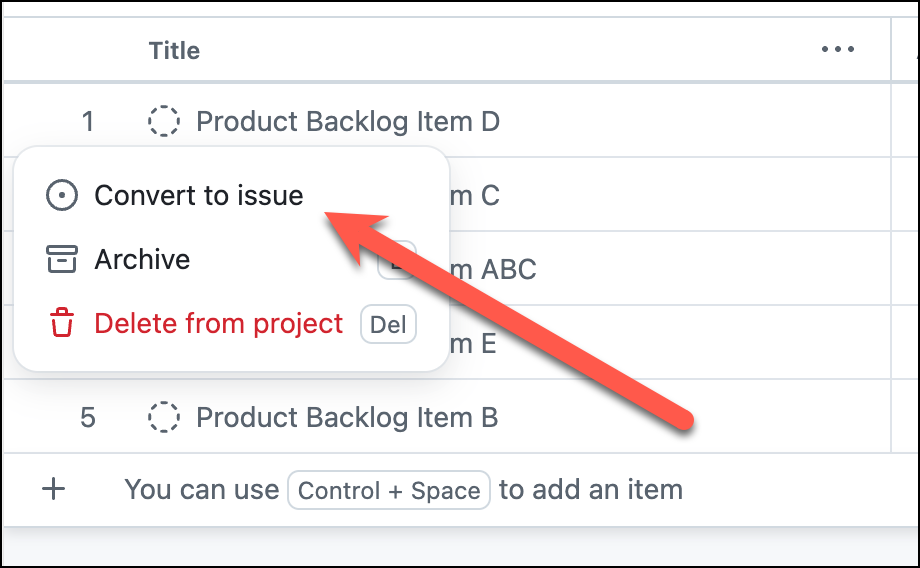 Title
1 Product Backlog Item D
Convert to issue
m C
Archive
m ABC
Delete from project Del
m E
5 Product Backlog Item B
+ You can use Control + Space to add an item